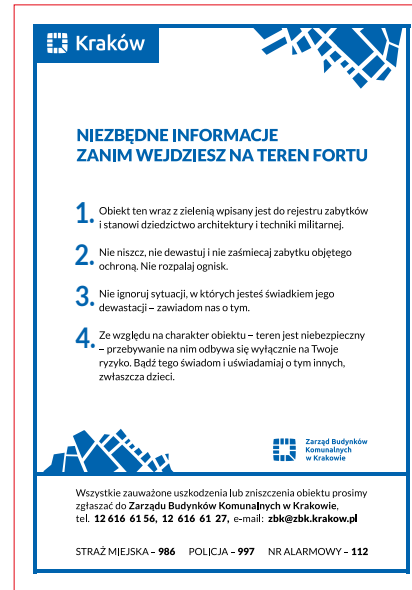 Kraków
NIEZBĘDNE INFORMACJE
ZANIM WEJDZIESZ NA TEREN FORTU
1. Obiekt ten wraz z zielenią wpisany jest do rejestru zabytków
i stanowi dziedzictwo architektury i techniki militarnej.
2. Nie niszcz, nie dewastuj i nie zaśmiecaj zabytku objętego
ochroną. Nie rozpalaj ognisk.
3. Nie ignoruj sytuacji, w których jesteś świadkiem jego
dewastacji – zawiadom nas o tym.
4. Ze względu na charakter obiektu – teren jest niebezpieczny
– przebywanie na nim odbywa się wyłącznie na Twoje
ryzyko. Bądź tego świadom i uświadamiaj o tym innych,
zwłaszcza dzieci.
Zarząd Budynków
Komunalnych
w Krakowie
Wszystkie zauważone uszkodzenia lub zniszczenia obiektu prosimy
zgłaszać do Zarządu Budynków Komunalnych w Krakowie,
tel. 12 616 61 56, 12 616 61 27, e-mail: zbk@zbk.krakow.pl
STRAŻ MIEJSKA – 986 POLICJA – 997 NR ALARMOWY – 112